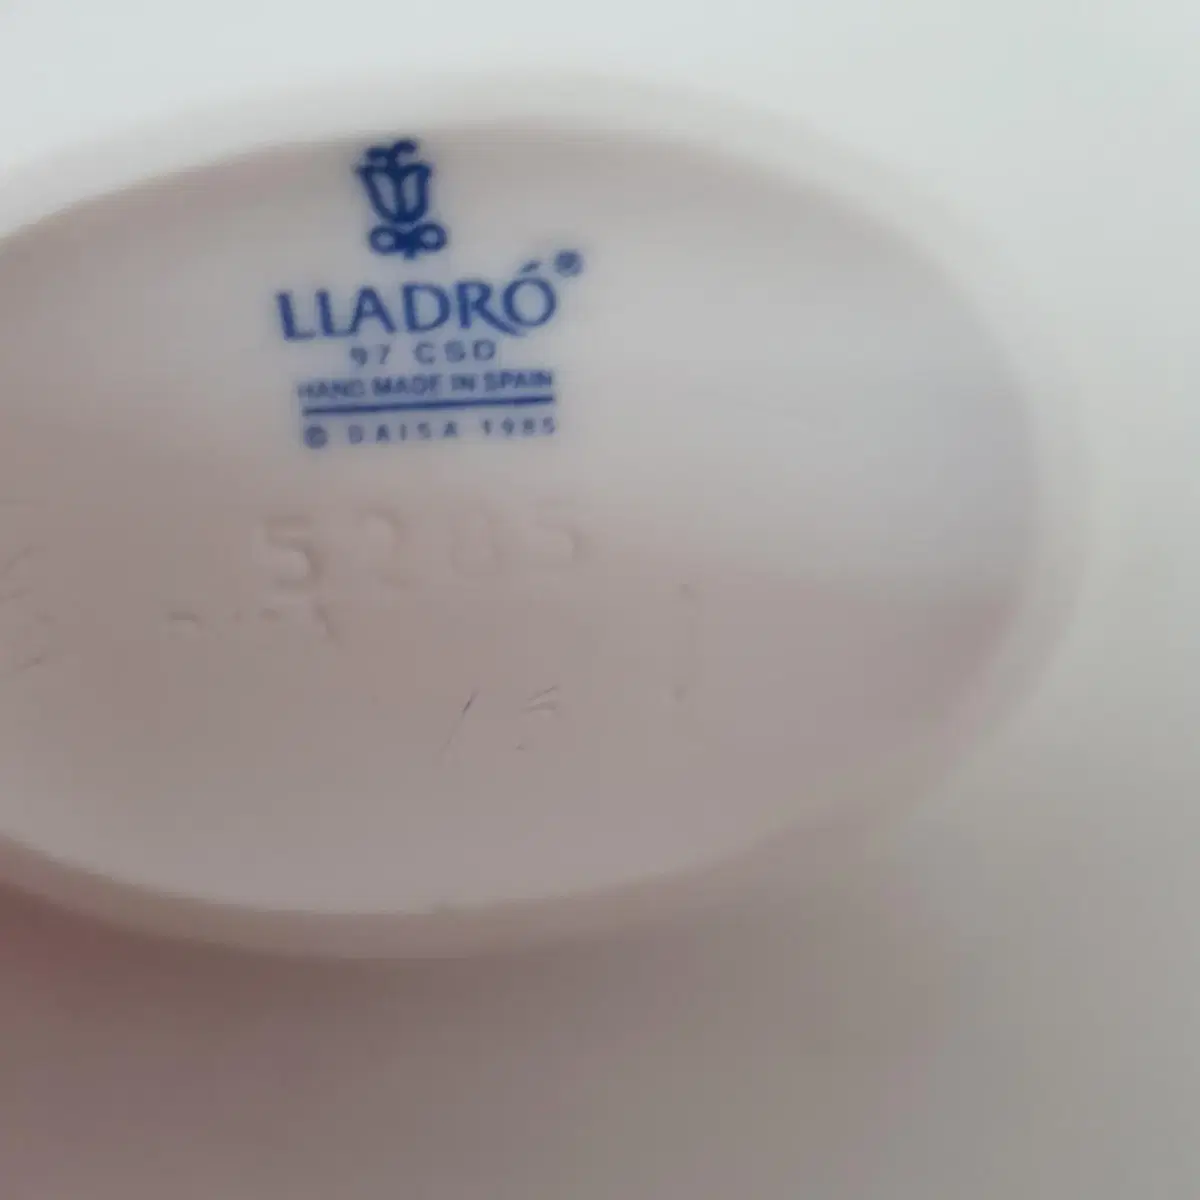 LLADRÓ®
97 CSD
HAND MADE IN SPAIN
© DAISA 1985